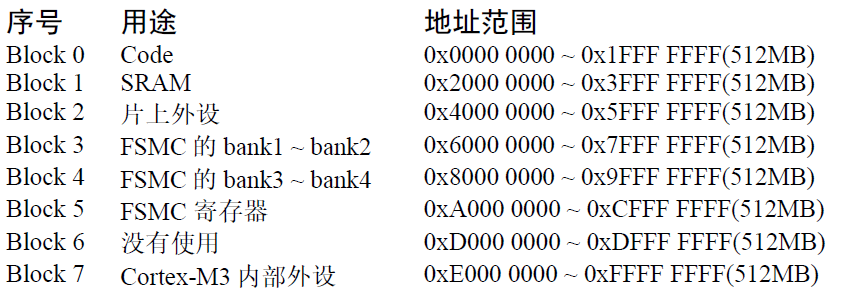 序号 用途 地址范围
Block 0 Code 0x0000 0000 ~ 0x1FFF FFFF(512MB)
Block 1 SRAM 0x2000 0000 ~ 0x3FFF FFFF(512MB)
Block 2 片上外设 0x4000 0000 ~ 0x5FFF FFFF(512MB)
Block 3 FSMC 的 bank1 ~ bank2 0x6000 0000 ~ 0x7FFF FFFF(512MB)
Block 4 FSMC 的 bank3 ~ bank4 0x8000 0000 ~ 0x9FFF FFFF(512MB)
Block 5 FSMC 寄存器 0xA000 0000 ~ 0xCFFF FFFF(512MB)
Block 6 没有使用 0xD000 0000 ~ 0xDFFF FFFF(512MB)
Block 7 Cortex-M3 内部外设 0xE000 0000 ~ 0xFFFF FFFF(512MB)